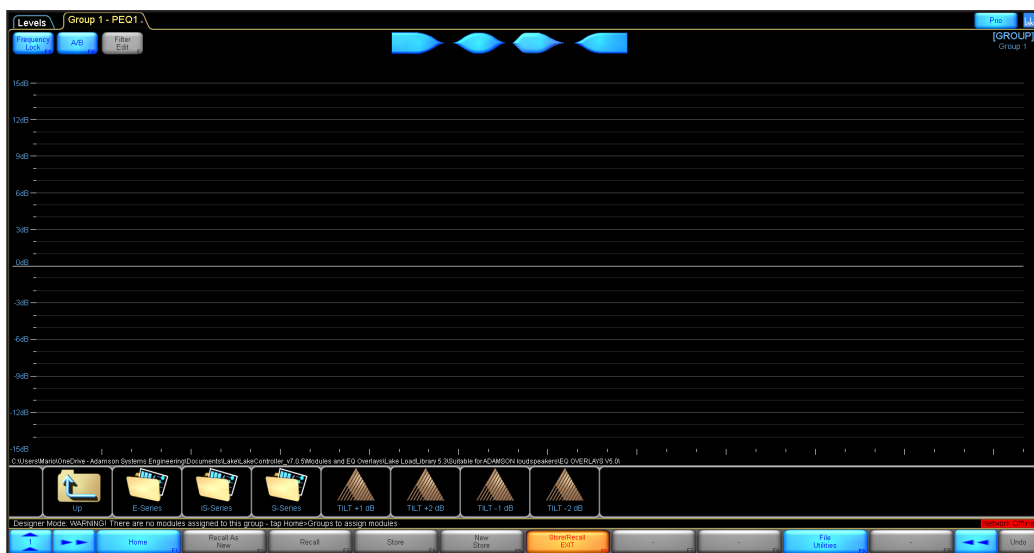 Levels
Group 1 - PEQ1
Prio
Frequency Lock
A/B
Filter Edit
[GROUP]
Group 1
15dB
12dB
9dB
6dB
3dB
0dB
-3dB
-6dB
-9dB
-12dB
-15dB
C:\Users\Mario\OneDrive - Adamson Systems Engineering\Documents\Lake\LakeController_v7.0.5\Modules and EQ Overlays\Lake LoadLibrary 5.3\Suitable for ADAMSON loudspeakers\EQ OVERLAYS V5.0\
Up
E-Series
IS-Series
S-Series
TILT +1 dB
TILT +2 dB
TILT -1 dB
TILT -2 dB
Designer Mode: WARNING! There are no modules assigned to this group - tap Home>Groups to assign modules
Network Offline
1
Home
Recall As New
Recall
Store
New Store
Store/Recall EXIT
-
-
File Utilities
-
Undo